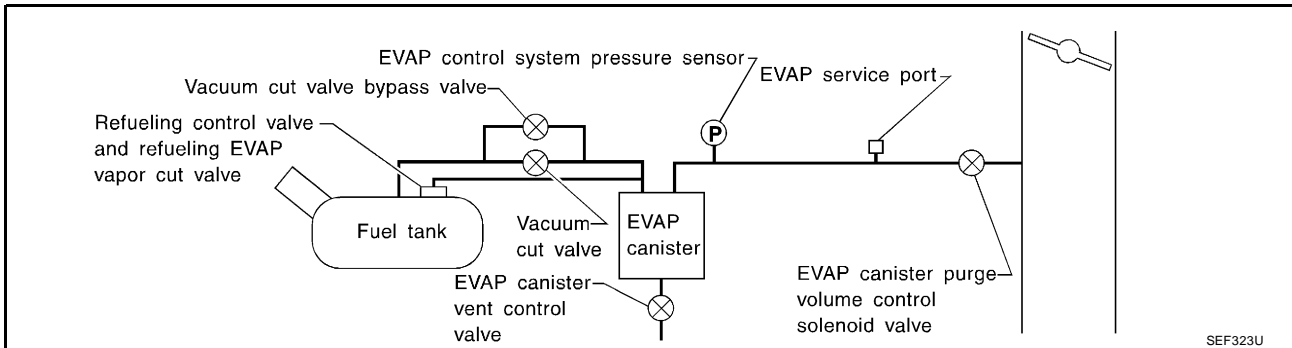 EVAP control system pressure sensor
EVAP service port
Vacuum cut valve bypass valve
Refueling control valve
and refueling EVAP
vapor cut valve
P
Fuel tank
Vacuum
cut valve
EVAP
canister
EVAP canister
vent control
valve
EVAP canister purge
volume control
solenoid valve
SEF323U